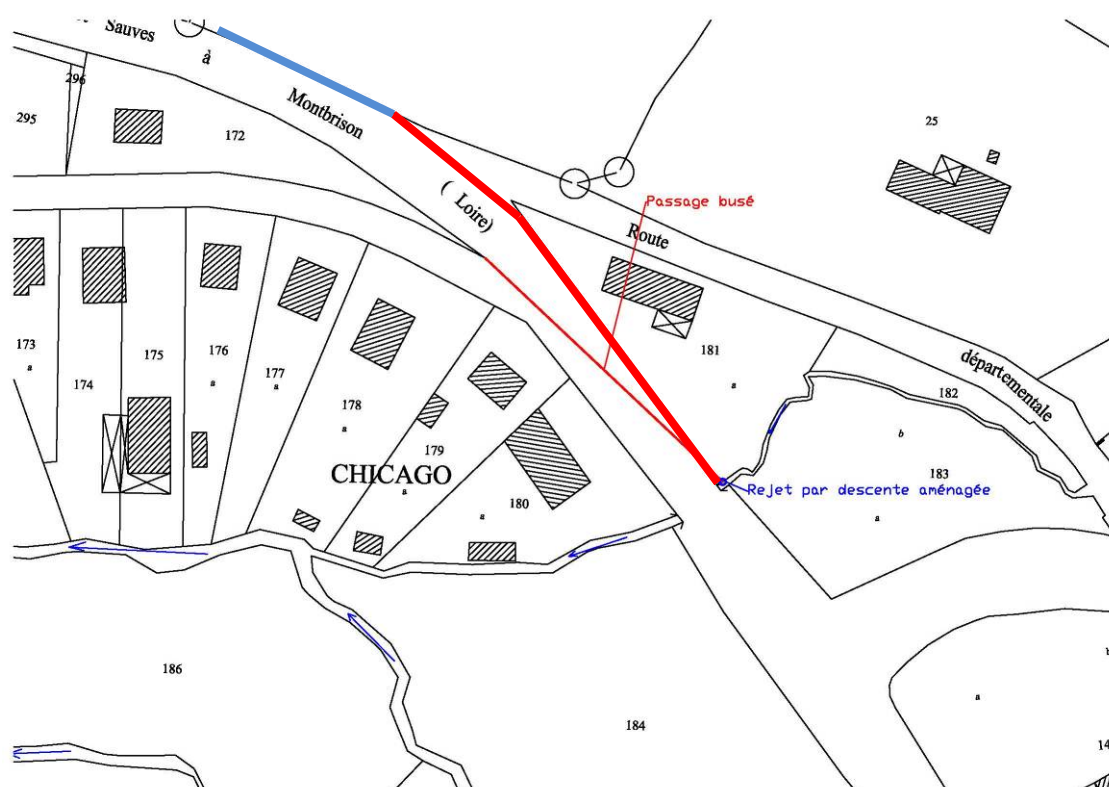 Sauves
à
Montbrison
( Loire)
296
295
172
25
Passage busé
Route
départementale
173
a
174
175
176
a
177
a
178
a
CHICAGO
179
a
180
a
181
a
182
b
183
a
Rejet par descente aménagée
186
184
a
14